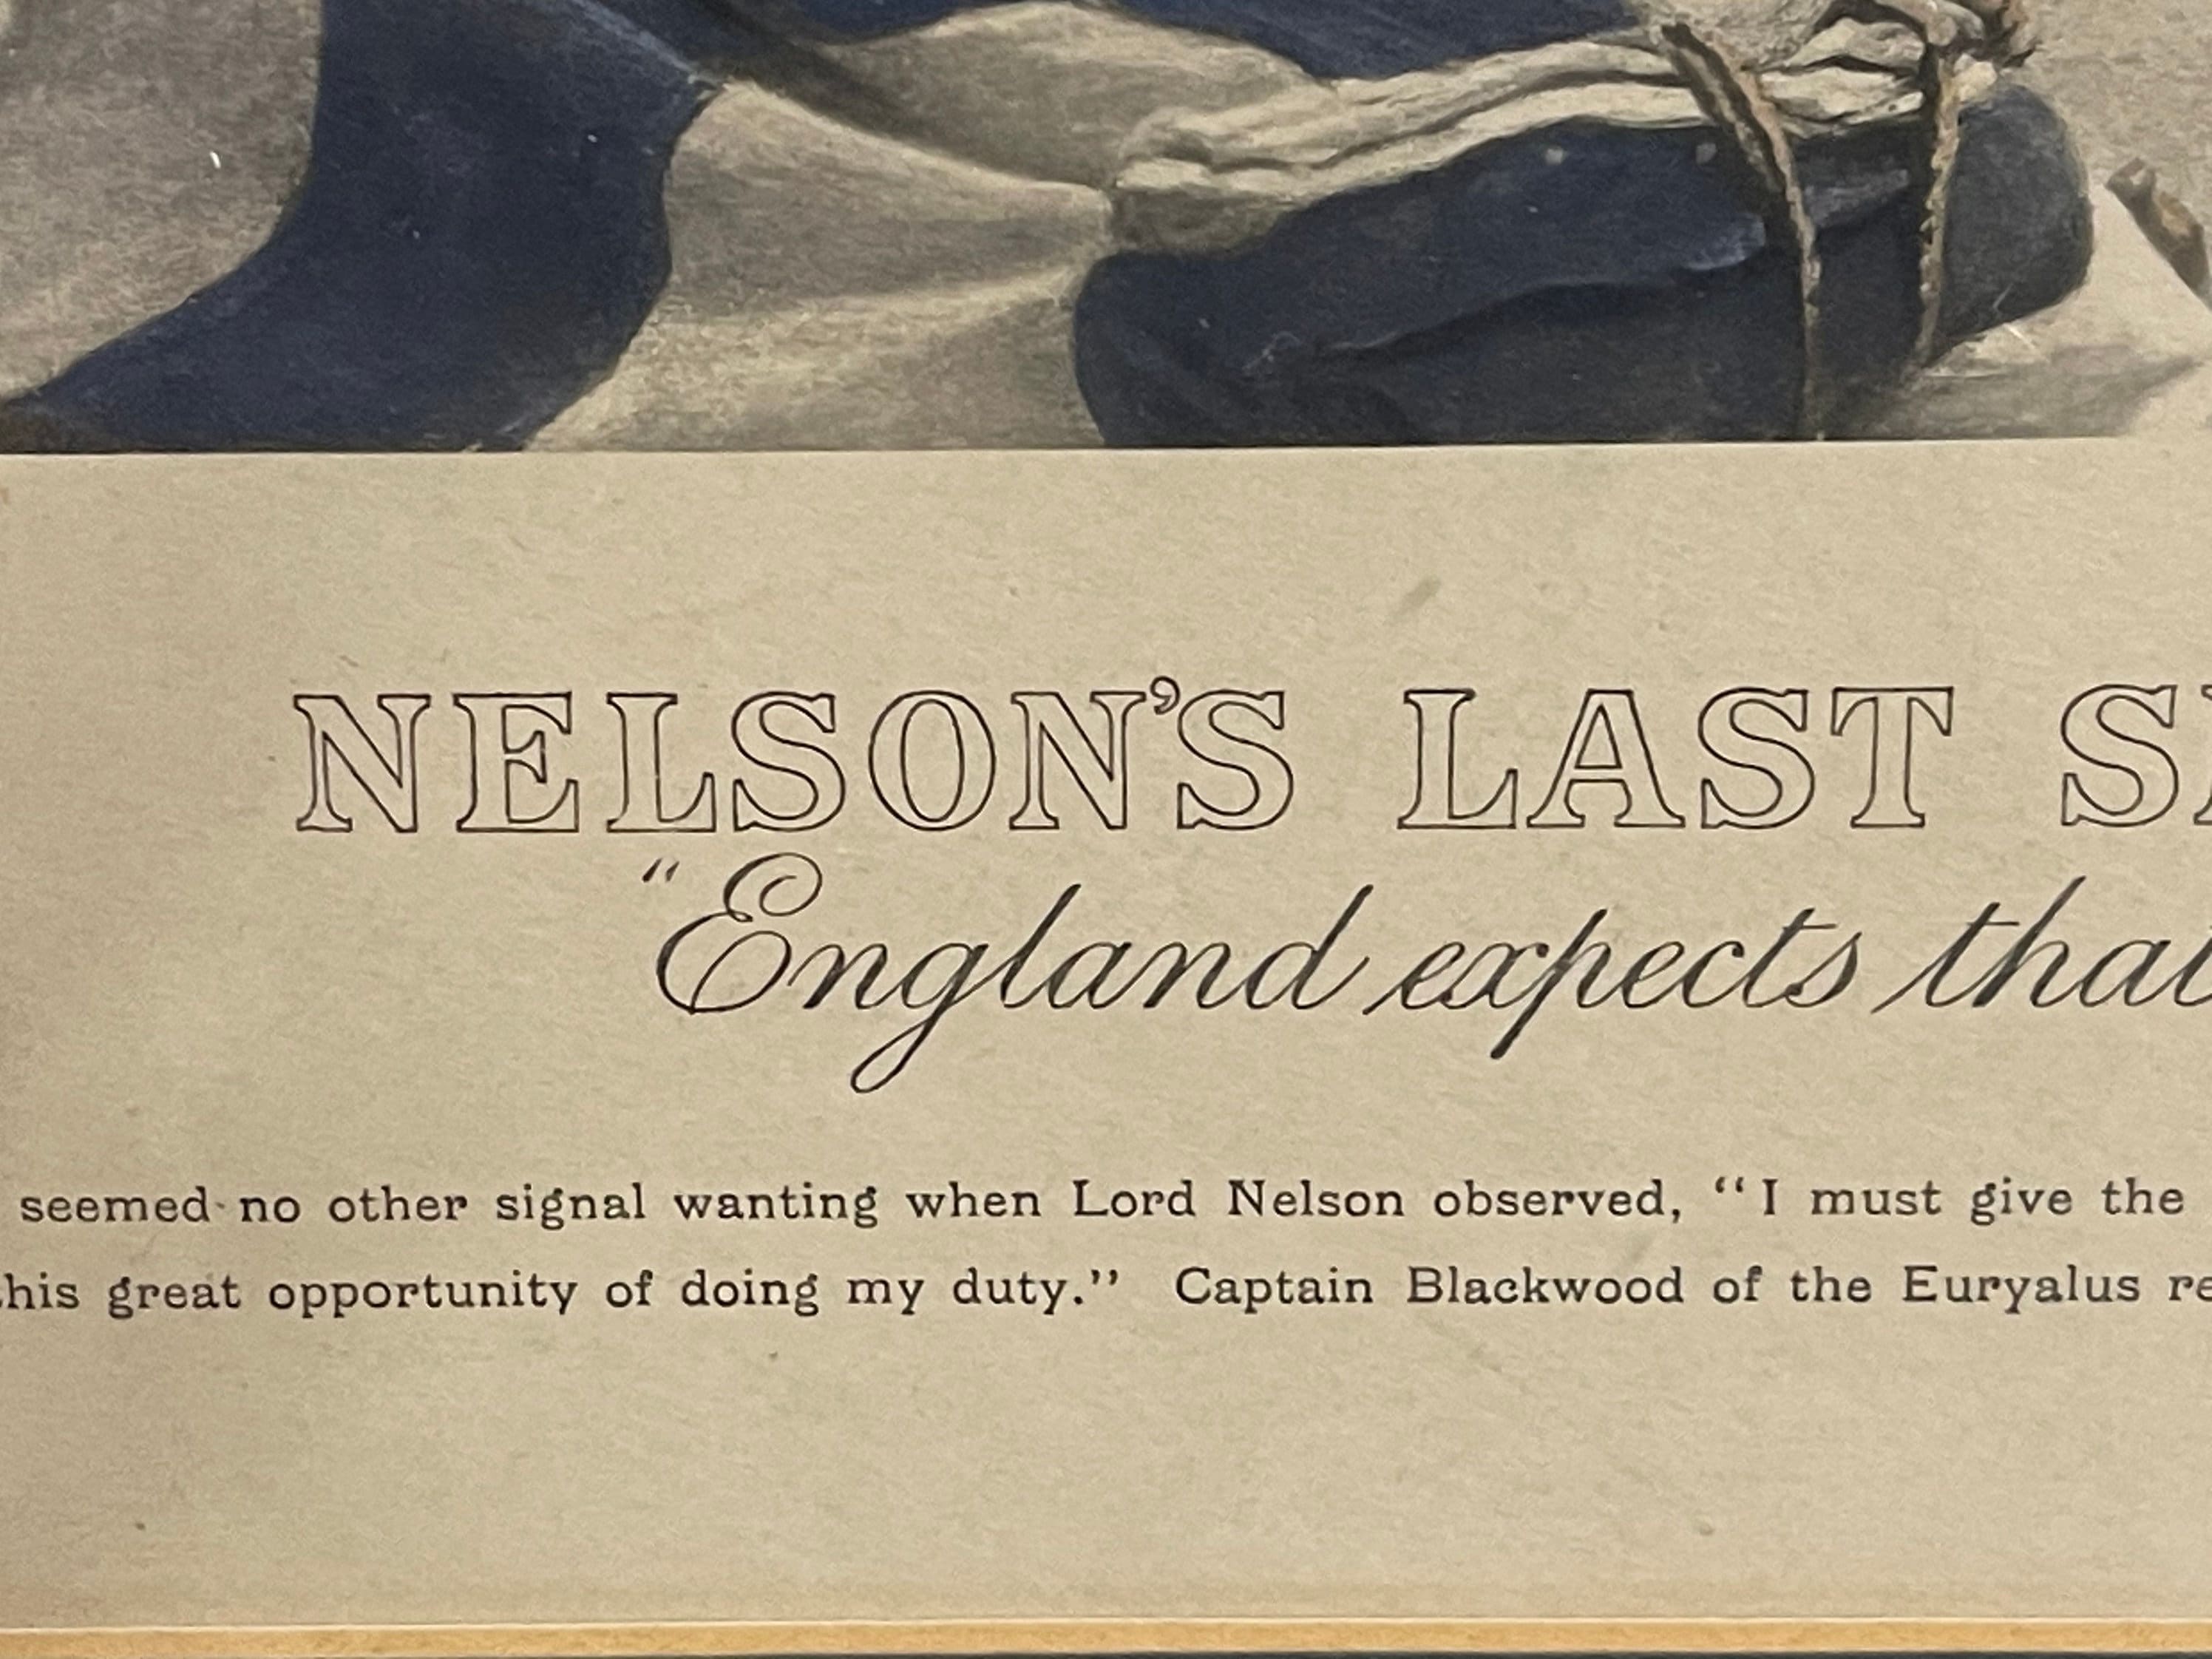 NELSON'S LAST S
"England expects that
seemed no other signal wanting when Lord Nelson observed, "I must give the
his great opportunity of doing my duty." Captain Blackwood of the Euryalus re